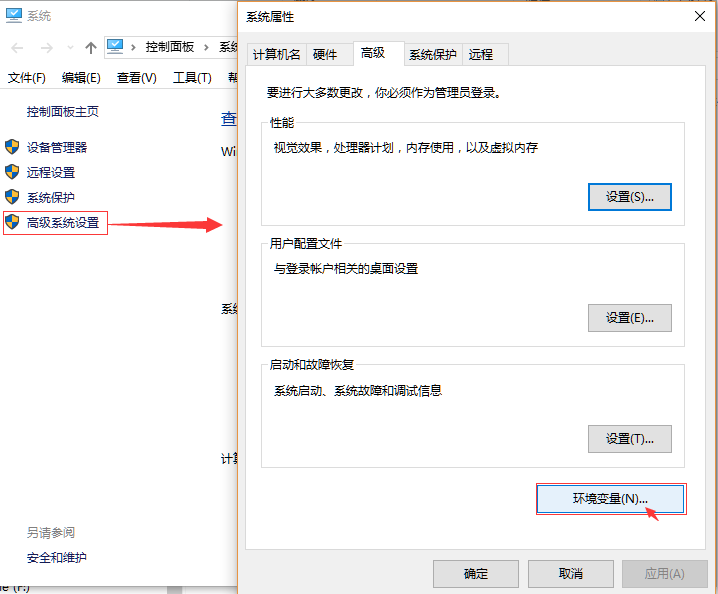 系统
控制面板
系统
文件(F) 编辑(E) 查看(V) 工具(T)
控制面板主页
查
设备管理器
Wi
远程设置
系统保护
高级系统设置
系统
计算
另请参阅
安全和维护
(F:)
系统属性
计算机名 硬件 高级 系统保护 远程
要进行大多数更改，你必须作为管理员登录。
性能
视觉效果，处理器计划，内存使用，以及虚拟内存
设置(S)...
用户配置文件
与登录帐户相关的桌面设置
设置(E)...
启动和故障恢复
系统启动、系统故障和调试信息
设置(T)...
环境变量(N)...
确定 取消 应用(A)